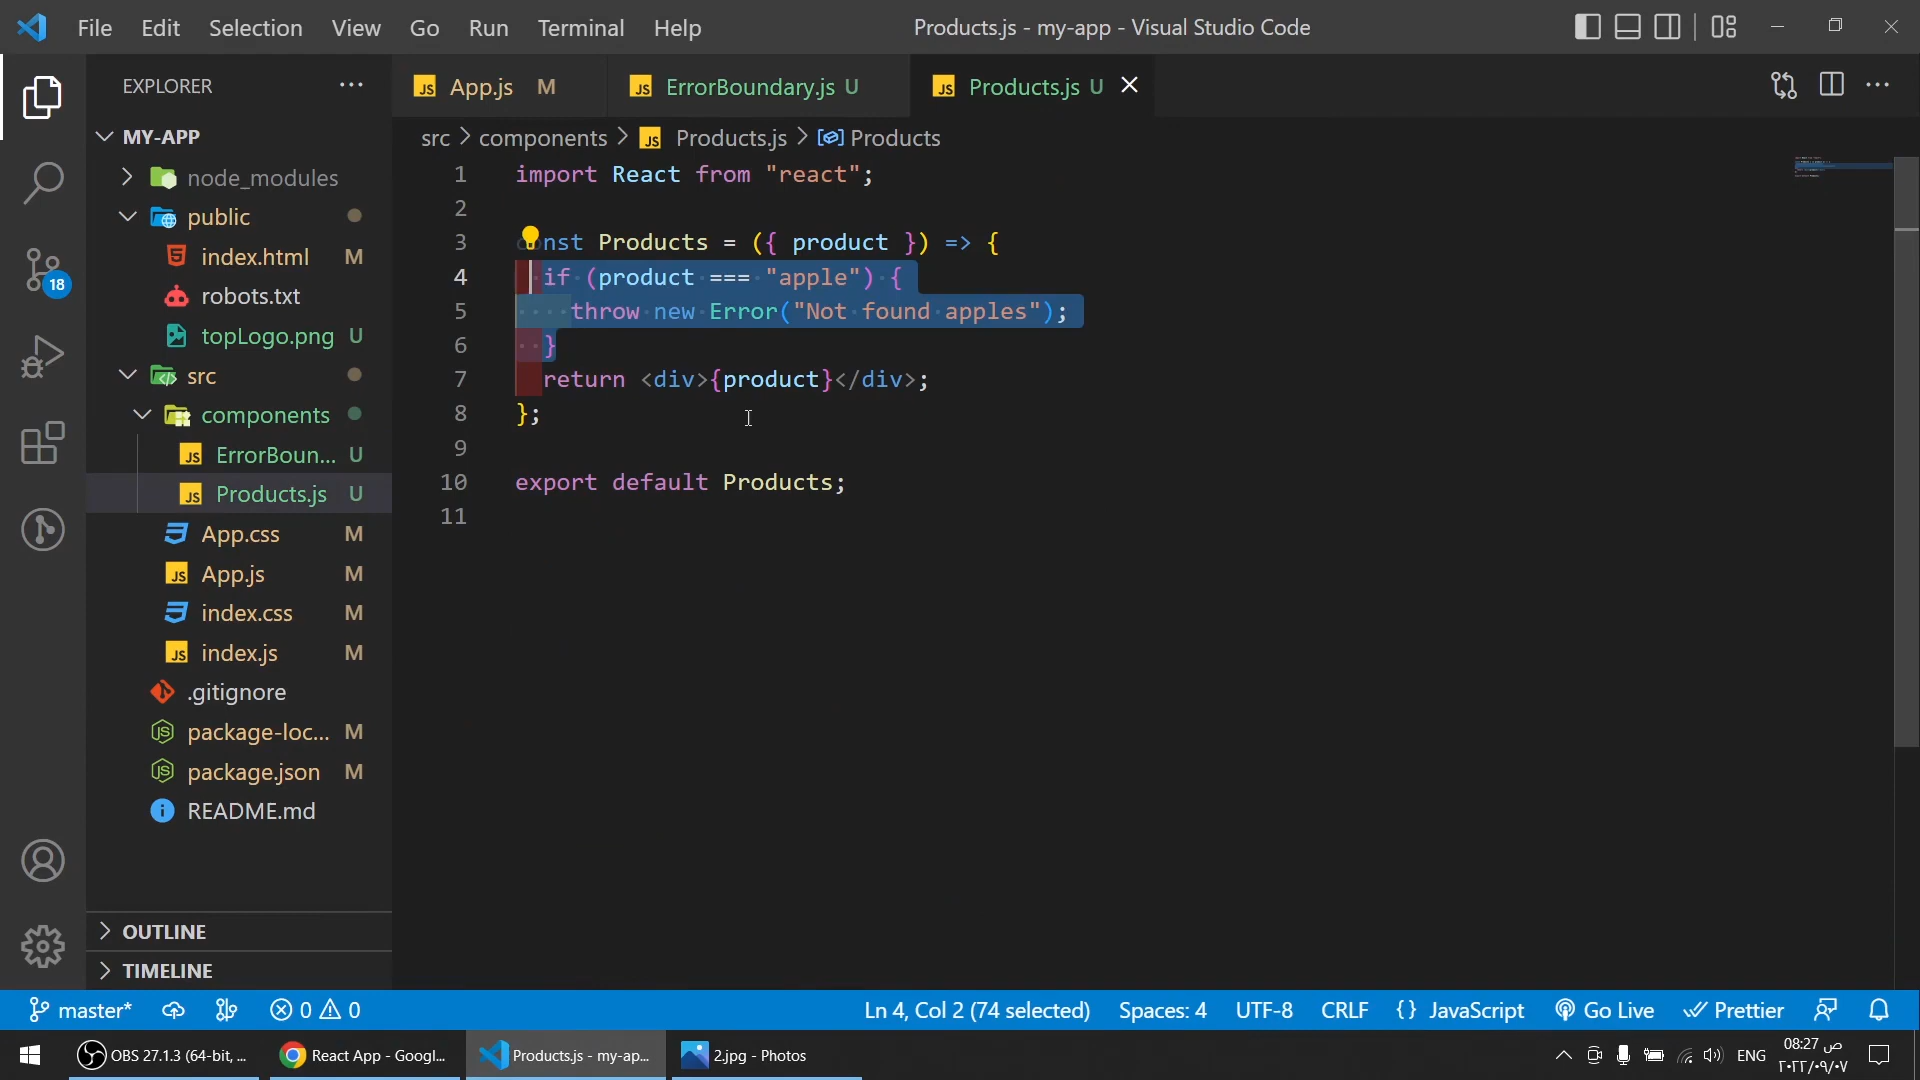 File Edit Selection View Go Run Terminal Help
Products.js - my-app - Visual Studio Code
EXPLORER
App.js M
ErrorBoundary.js U
Products.js U
MY-APP
src > components > JS Products.js > Products
node_modules
public
index.html M
robots.txt
topLogo.png U
src
components
ErrorBoun... U
Products.js U
App.css M
App.js M
index.css M
index.js M
.gitignore
package-loc... M
package.json M
README.md
OUTLINE
TIMELINE
18
1 import React from "react";
2
3 const Products = ({ product }) => {
4 if (product === "apple") {
5 throw new Error("Not found apples");
6 }
7 return <div>{product}</div>;
8 };
9
10 export default Products;
11
master* 0 0
Ln 4, Col 2 (74 selected) Spaces: 4 UTF-8 CRLF {} JavaScript Go Live Prettier
OBS 27.1.3 (64-bit, ...
React App - Googl...
Products.js - my-ap...
2.jpg - Photos
ENG
08:27 ص
٢٠٢٢/٠٩/٠٧